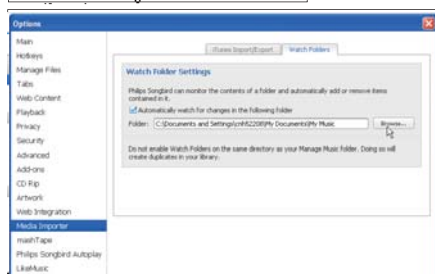 Options
Main
Hotkeys
Manage Files
Tabs
Web Content
Playback
Privacy
Security
Advanced
Add-ons
CD Rip
Artwork
Web Integration
Media Importer
mashTape
Philips Songbird Autoplay
LikeMusic
iTunes Import/Export
Watch Folders
Watch Folder Settings
Philips Songbird can monitor the contents of a folder and automatically add or remove items
contained in it.
Automatically watch for changes in the following folder
Folder: C:\Documents and Settings\cnh62208\My Documents\My Music
Browse...
Do not enable Watch Folders on the same directory as your Manage Music folder. Doing so will
create duplicates in your library.